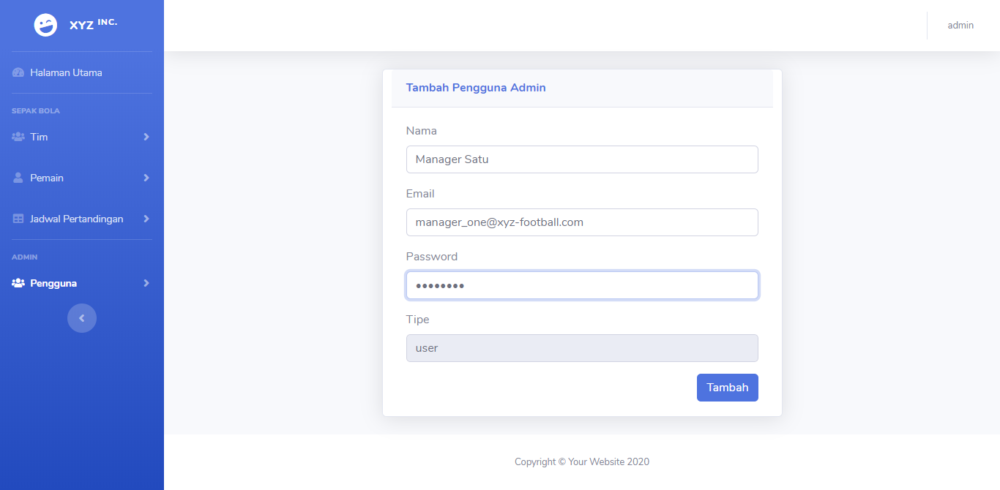 XYZ INC.
admin
Halaman Utama
SEPAK BOLA
Tim
Pemain
Jadwal Pertandingan
ADMIN
Pengguna
Tambah Pengguna Admin
Nama
Manager Satu
Email
manager_one@xyz-football.com
Password
••••••••
Tipe
user
Tambah
Copyright © Your Website 2020